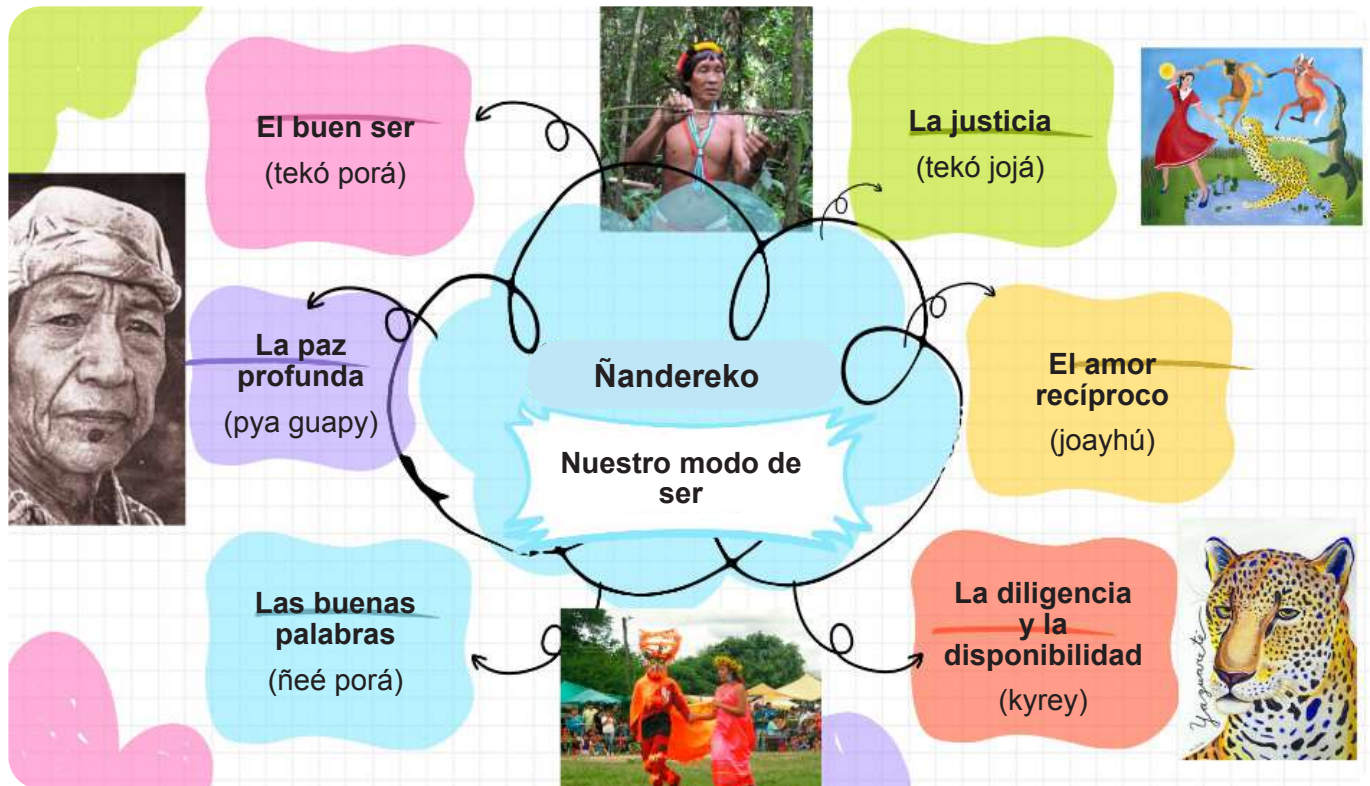 El buen ser
(tekó porá)
La justicia
(tekó jojá)
La paz
profunda
(pya guapy)
Ñandereko
Nuestro modo de
ser
El amor
recíproco
(joayhú)
Las buenas
palabras
(ñeé porá)
La diligencia
y la
disponibilidad
(kyrey)
Yaguareté